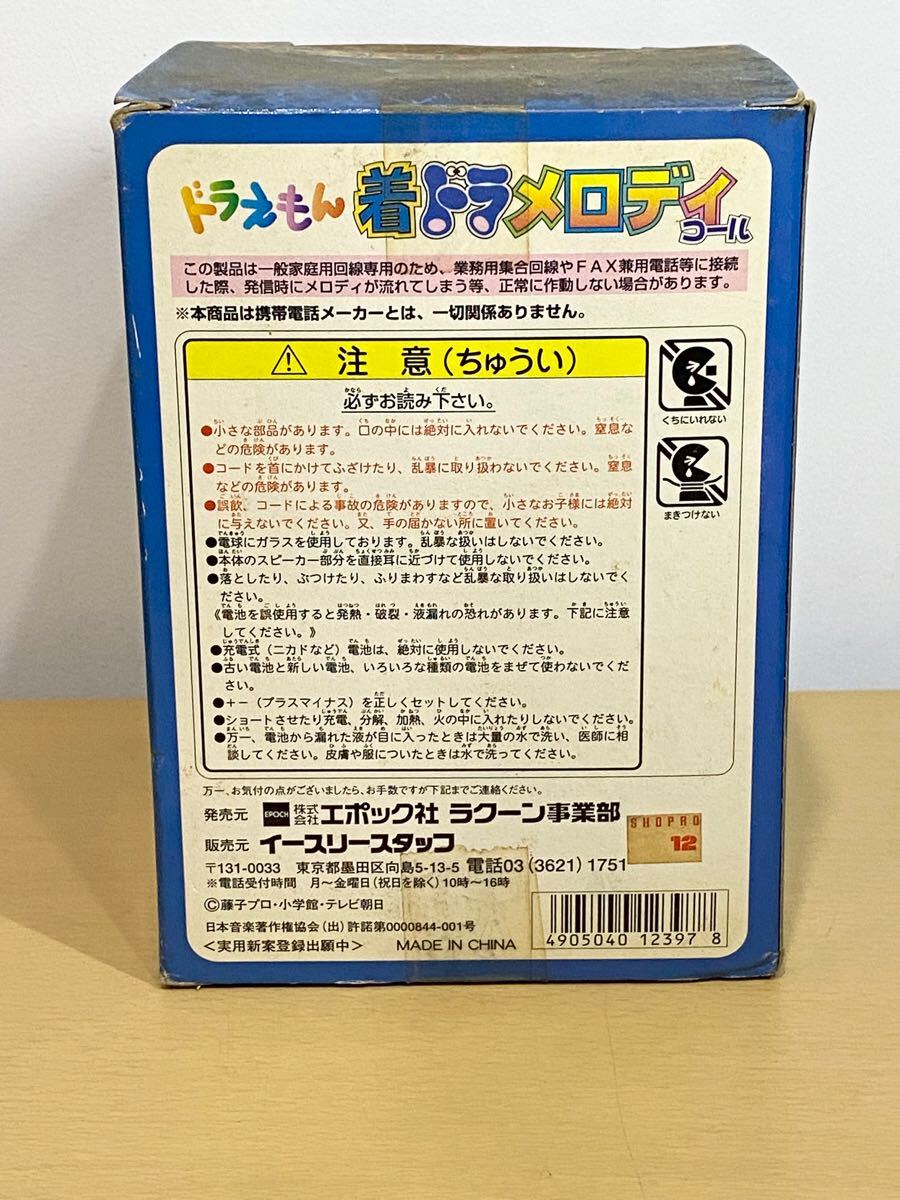 ドラえもん 着ドラメロディコール
この製品は一般家庭用回線専用のため、業務用集合回線やFAX兼用電話等に接続
した際、発信時にメロディが流れてしまう等、正常に作動しない場合があります。
※本商品は携帯電話メーカーとは、一切関係ありません。
注 意(ちゅうい)
必ずお読み下さい。
●小さな部品があります。口の中には絶対に入れないでください。窒息な
どの危険があります。
●コードを首にかけてふざけたり、乱暴に取り扱わないでください。窒息
などの危険があります。
●誤飲、コードによる事故の危険がありますので、小さなお子様には絶対
に与えないでください。又、手の届かない所に置いてください。
●電球にガラスを使用しております。乱暴な扱いはしないでください。
●本体のスピーカー部分を直接耳に近づけて使用しないでください。
●落としたり、ぶつけたり、ふりまわすなど乱暴な取り扱いはしないでくだ
さい。
《電池を誤使用すると発熱・破裂・液漏れの恐れがあります。下記に注意
してください。》
●充電式(ニカドなど)電池は、絶対に使用しないでください。
●古い電池と新しい電池、いろいろな種類の電池をまぜて使わないでくだ
さい。
●+−(プラスマイナス)を正しくセットしてください。
●ショートさせたり充電、分解、加熱、火の中に入れたりしないでください。
●万一、電池から漏れた液が目に入ったときは大量の水で洗い、医師に相
談してください。皮膚や服についたときは水で洗ってください。
くちにいれない
まきつけない
万一、お気付の点がございましたら、お手数ですが下記までご連絡ください。
発売元 EPOCH 株式会社 エポック社 ラクーン事業部
販売元 イースリースタッフ
〒131-0033 東京都墨田区向島5-13-5 電話03(3621)1751
※電話受付時間 月〜金曜日(祝日を除く)10時〜16時
©藤子プロ・小学館・テレビ朝日
日本音楽著作権協会(出)許諾第0000844-001号
<実用新案登録出願中> MADE IN CHINA
SHOPRO
12
4905040 12397 8